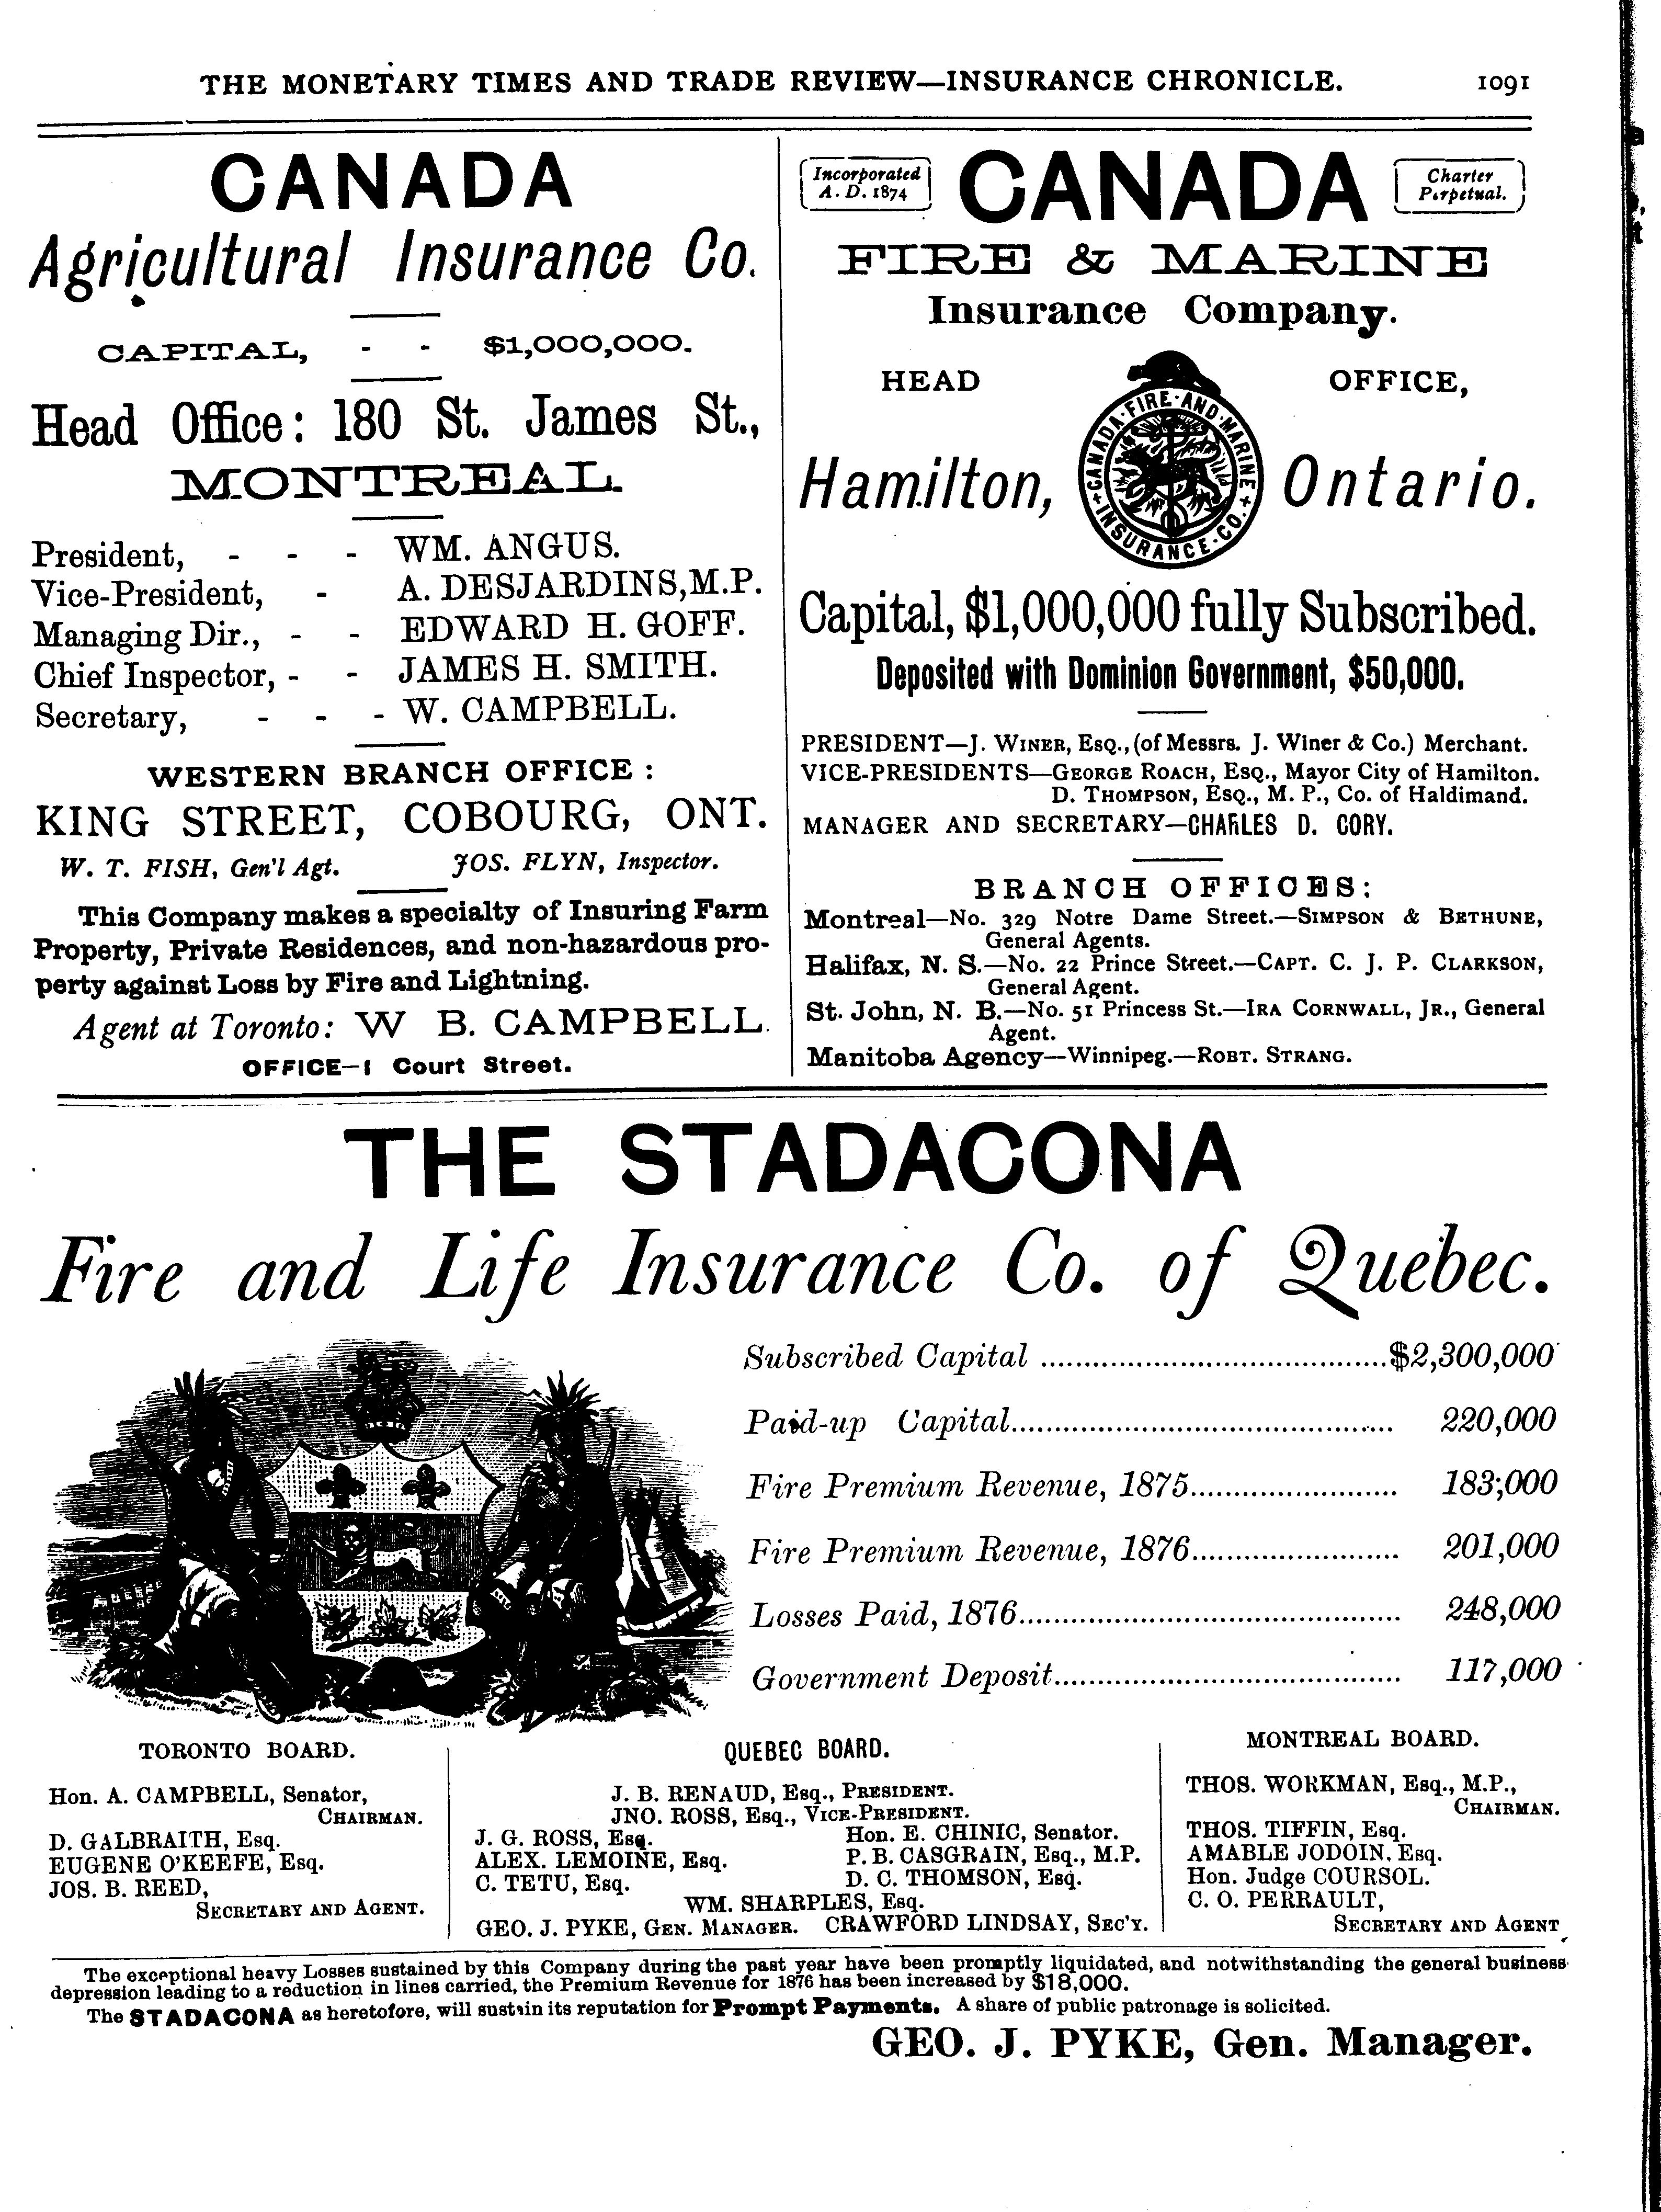 THE MONETARY TIMES AND TRADE REVIEW—INSURANCE CHRONICLE. 1091
CANADA
Agricultural Insurance Co.
CAPITAL, - - $1,000,000.
Head Office: 180 St. James St.,
MONTREAL.
President, - - - WM. ANGUS.
Vice-President, - A. DESJARDINS, M.P.
Managing Dir., - - EDWARD H. GOFF.
Chief Inspector, - - JAMES H. SMITH.
Secretary, - - - W. CAMPBELL.
WESTERN BRANCH OFFICE :
KING STREET, COBOURG, ONT.
W. T. FISH, Gen'l Agt. JOS. FLYN, Inspector.
This Company makes a specialty of Insuring Farm
Property, Private Residences, and non-hazardous pro-
perty against Loss by Fire and Lightning.
Agent at Toronto: W B. CAMPBELL.
OFFICE—1 Court Street.
Incorporated
A. D. 1874
CANADA
Charter
Perpetual.
FIRE & MARINE
Insurance Company.
HEAD OFFICE,
CANADA·FIRE·AND·MARINE
INSURANCE·CO.
Hamilton, Ontario.
Capital, $1,000,000 fully Subscribed.
Deposited with Dominion Government, $50,000.
PRESIDENT—J. WINER, ESQ., (of Messrs. J. Winer & Co.) Merchant.
VICE-PRESIDENTS—GEORGE ROACH, ESQ., Mayor City of Hamilton.
D. THOMPSON, ESQ., M. P., Co. of Haldimand.
MANAGER AND SECRETARY—CHARLES D. CORY.
BRANCH OFFICES:
Montreal—No. 329 Notre Dame Street.—SIMPSON & BETHUNE,
General Agents.
Halifax, N. S.—No. 22 Prince Street.—CAPT. C. J. P. CLARKSON,
General Agent.
St. John, N. B.—No. 51 Princess St.—IRA CORNWALL, JR., General
Agent.
Manitoba Agency—Winnipeg.—ROBT. STRANG.
THE STADACONA
Fire and Life Insurance Co. of Quebec.
Subscribed Capital ........................................$2,300,000
Paid-up Capital............................................ 220,000
Fire Premium Revenue, 1875........................ 183,000
Fire Premium Revenue, 1876........................ 201,000
Losses Paid, 1876............................................ 248,000
Government Deposit........................................ 117,000
TORONTO BOARD.
Hon. A. CAMPBELL, Senator,
CHAIRMAN.
D. GALBRAITH, Esq.
EUGENE O'KEEFE, Esq.
JOS. B. REED,
SECRETARY AND AGENT.
QUEBEC BOARD.
J. B. RENAUD, Esq., PRESIDENT.
JNO. ROSS, Esq., VICE-PRESIDENT.
J. G. ROSS, Esq. Hon. E. CHINIC, Senator.
ALEX. LEMOINE, Esq. P. B. CASGRAIN, Esq., M.P.
C. TETU, Esq. D. C. THOMSON, Esq.
WM. SHARPLES, Esq.
GEO. J. PYKE, GEN. MANAGER. CRAWFORD LINDSAY, SEC'Y.
MONTREAL BOARD.
THOS. WORKMAN, Esq., M.P.,
CHAIRMAN.
THOS. TIFFIN, Esq.
AMABLE JODOIN, Esq.
Hon. Judge COURSOL.
C. O. PERRAULT,
SECRETARY AND AGENT
The exceptional heavy Losses sustained by this Company during the past year have been promptly liquidated, and notwithstanding the general business
depression leading to a reduction in lines carried, the Premium Revenue for 1876 has been increased by $18,000.
The STADACONA as heretofore, will sustain its reputation for Prompt Payments. A share of public patronage is solicited.
GEO. J. PYKE, Gen. Manager.